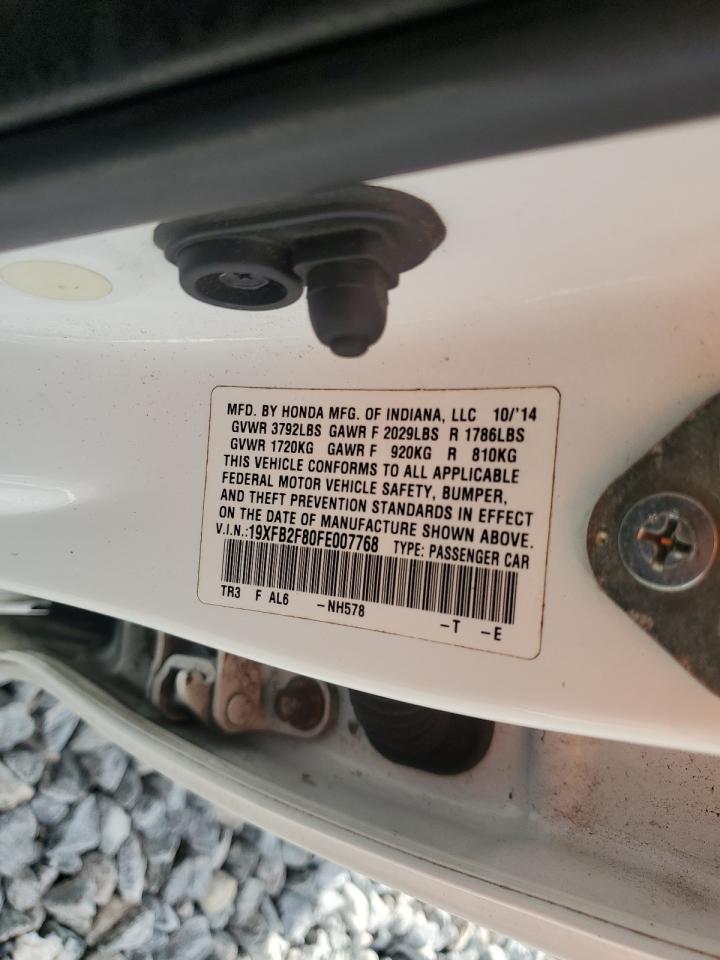 MFD. BY HONDA MFG. OF INDIANA, LLC 10/'14
GVWR 3792LBS GAWR F 2029LBS R 1786LBS
GVWR 1720KG GAWR F 920KG R 810KG
THIS VEHICLE CONFORMS TO ALL APPLICABLE
FEDERAL MOTOR VEHICLE SAFETY, BUMPER,
AND THEFT PREVENTION STANDARDS IN EFFECT
ON THE DATE OF MANUFACTURE SHOWN ABOVE.
V.I.N.:19XFB2F80FE007768 TYPE: PASSENGER CAR
TR3 F AL6 -NH578 -T -E